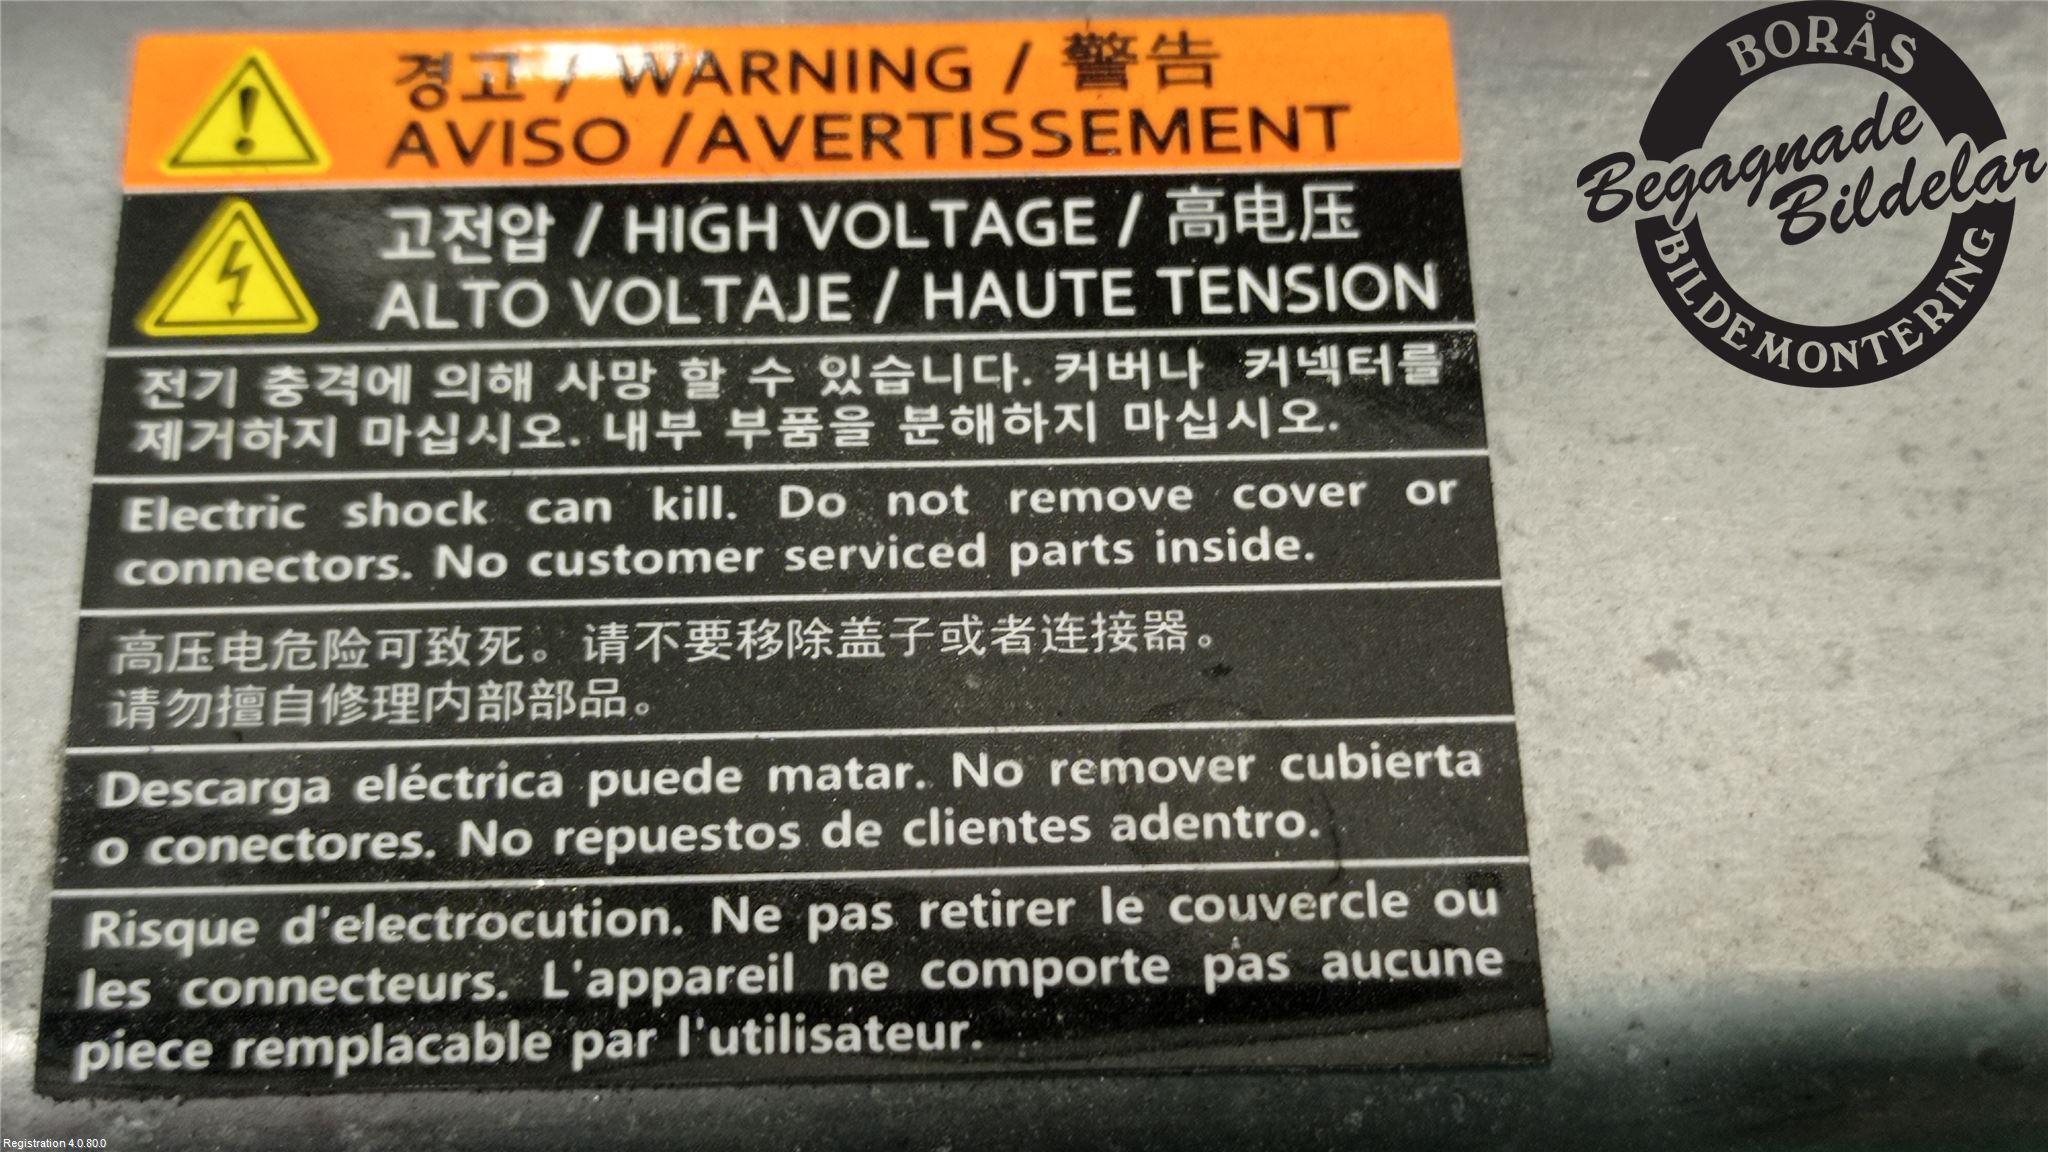 경고 / WARNING / 警告
AVISO /AVERTISSEMENT
고전압 / HIGH VOLTAGE / 高电压
ALTO VOLTAJE / HAUTE TENSION
전기 충격에 의해 사망 할 수 있습니다. 커버나 커넥터를
제거하지 마십시오. 내부 부품을 분해하지 마십시오.
Electric shock can kill. Do not remove cover or
connectors. No customer serviced parts inside.
高压电危险可致死。请不要移除盖子或者连接器。
请勿擅自修理内部部品。
Descarga eléctrica puede matar. No remover cubierta
o conectores. No repuestos de clientes adentro.
Risque d'electrocution. Ne pas retirer le couvercle ou
les connecteurs. L'appareil ne comporte pas aucune
piece remplacable par l'utilisateur.
BORÅS
Begagnade
Bildelar
BILDEMONTERING
Registration 4.0.80.0